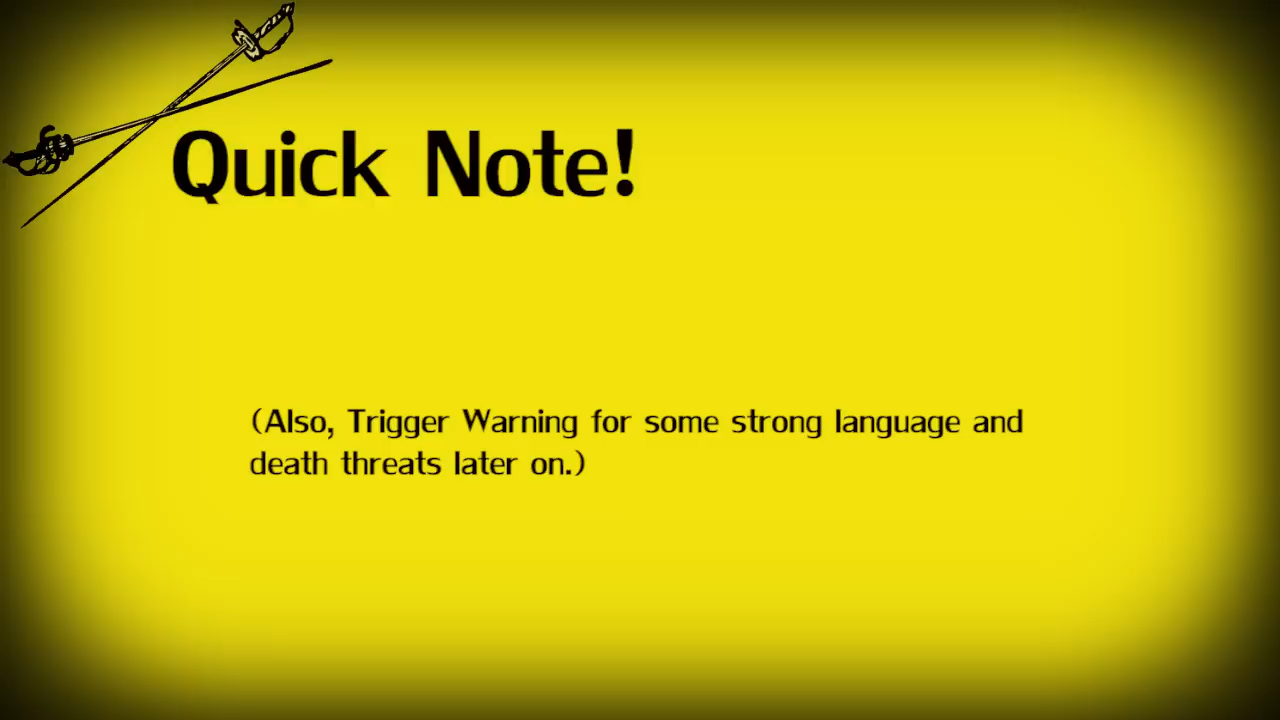 Quick Note!
(Also, Trigger Warning for some strong language and
death threats later on.)